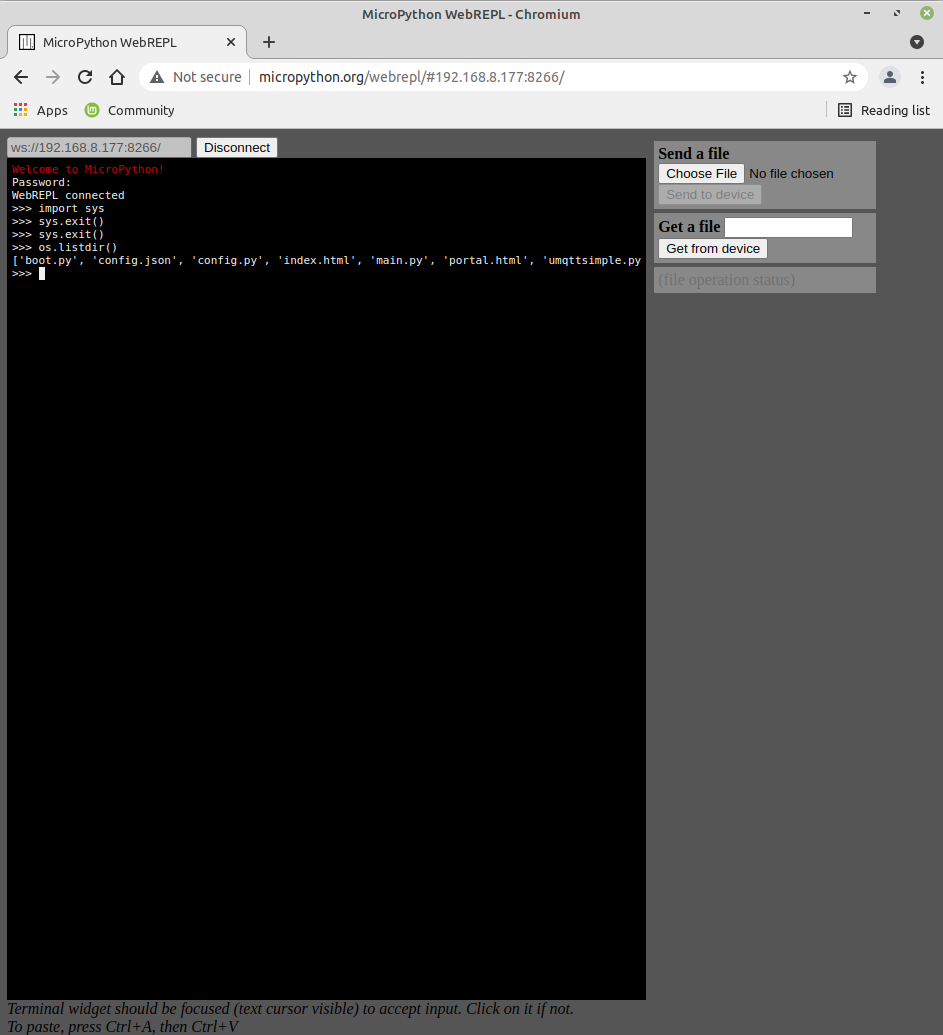 MicroPython WebREPL - Chromium
MicroPython WebREPL
Not secure | micropython.org/webrepl/#192.168.8.177:8266/
Apps Community Reading list
ws://192.168.8.177:8266/ Disconnect
Welcome to MicroPython!
Password:
WebREPL connected
>>> import sys
>>> sys.exit()
>>> sys.exit()
>>> os.listdir()
['boot.py', 'config.json', 'config.py', 'index.html', 'main.py', 'portal.html', 'umqttsimple.py
>>>
Send a file
Choose File No file chosen
Send to device
Get a file
Get from device
(file operation status)
Terminal widget should be focused (text cursor visible) to accept input. Click on it if not.
To paste, press Ctrl+A, then Ctrl+V